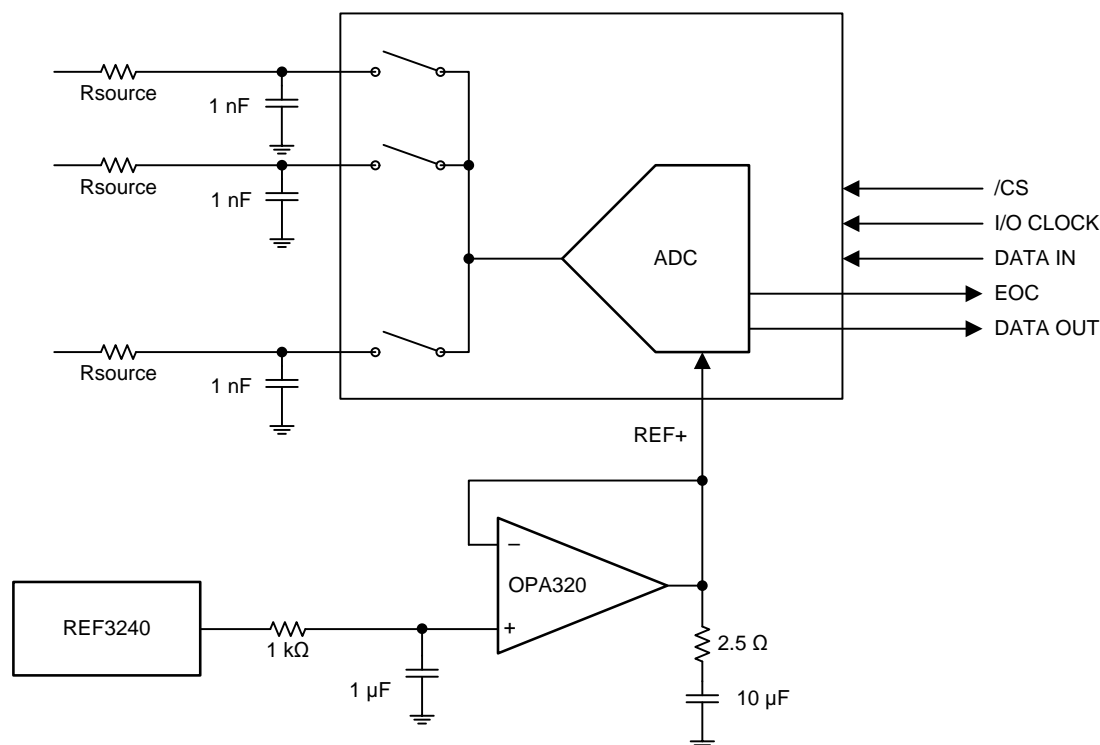 Rsource
1 nF
Rsource
1 nF
Rsource
1 nF
ADC
/CS
I/O CLOCK
DATA IN
EOC
DATA OUT
REF+
−
OPA320
+
REF3240
1 kΩ
1 µF
2.5 Ω
10 µF